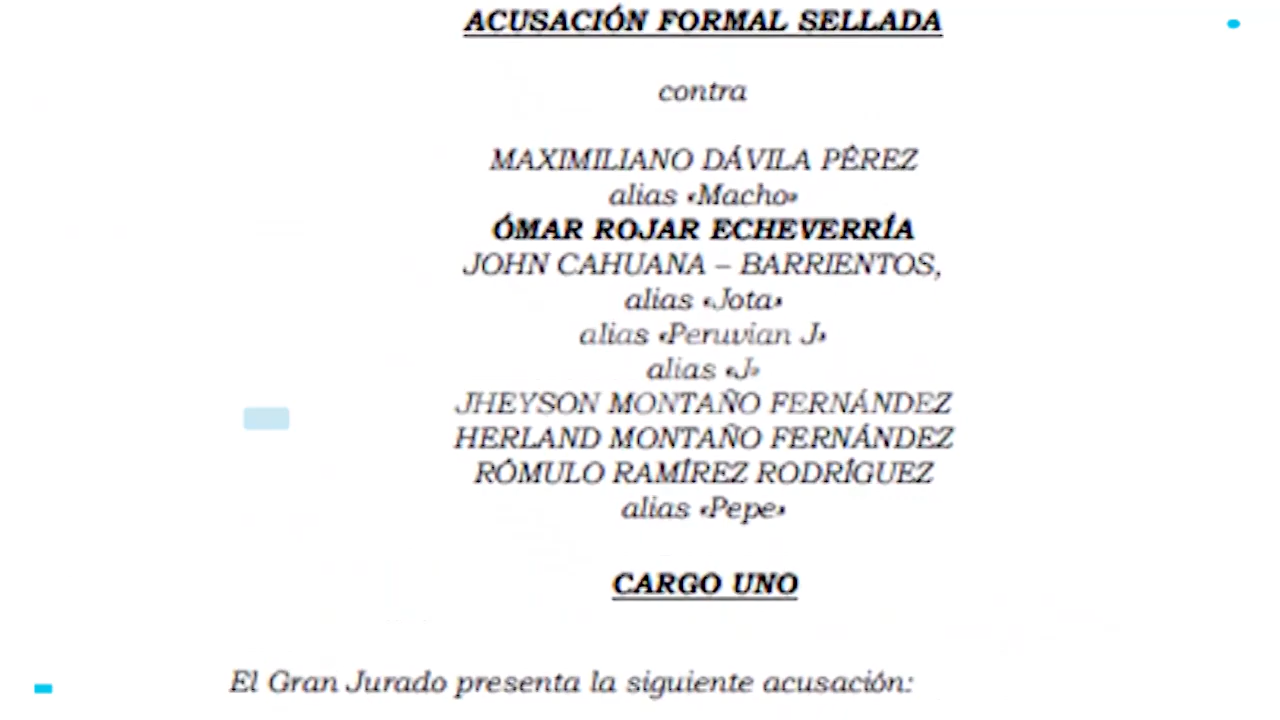 ACUSACIÓN FORMAL SELLADA
contra
MAXIMILIANO DÁVILA PÉREZ
alias «Macho»
ÓMAR ROJAR ECHEVERRÍA
JOHN CAHUANA – BARRIENTOS,
alias «Jota»
alias «Peruvian J»
alias «J»
JHEYSON MONTAÑO FERNÁNDEZ
HERLAND MONTAÑO FERNÁNDEZ
RÓMULO RAMÍREZ RODRÍGUEZ
alias «Pepe»
CARGO UNO
El Gran Jurado presenta la siguiente acusación: